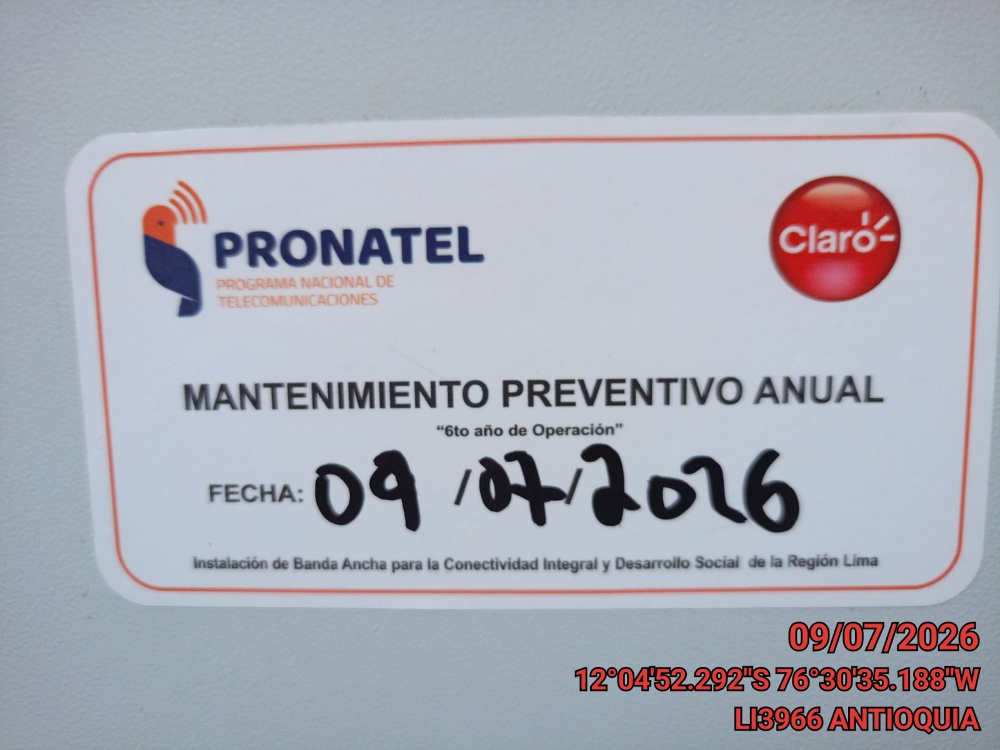 PRONATEL
PROGRAMA NACIONAL DE
TELECOMUNICACIONES
Claro
MANTENIMIENTO PREVENTIVO ANUAL
“6to año de Operación”
FECHA: 09/07/2026
Instalación de Banda Ancha para la Conectividad Integral y Desarrollo Social de la Región Lima
09/07/2026
12°04'52.292"S 76°30'35.188"W
LI3966 ANTIOQUIA